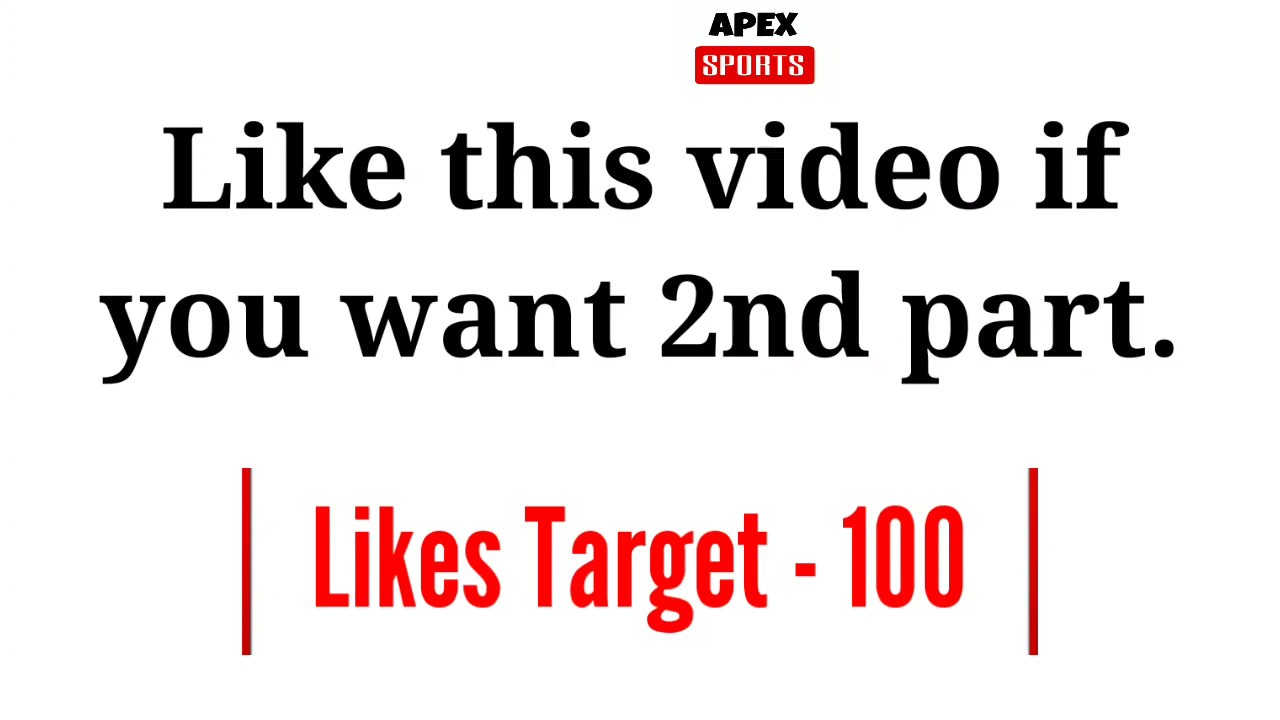 APEX
SPORTS
Like this video if
you want 2nd part.
Likes Target - 100